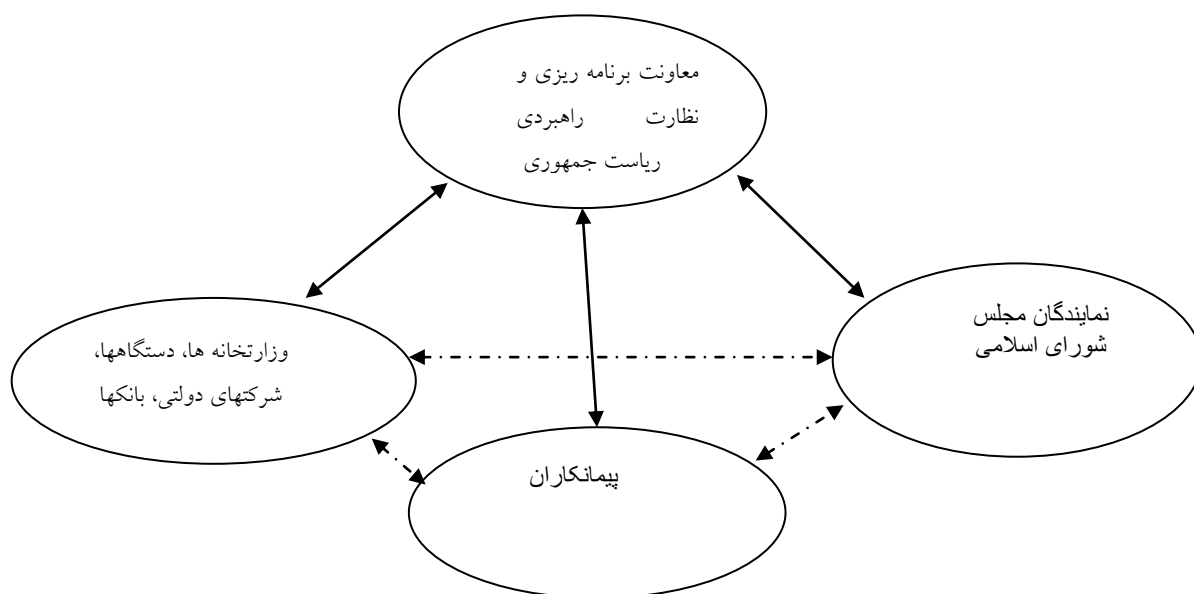 معاونت برنامه ریزی و
نظارت راهبردی
ریاست جمهوری
نمایندگان مجلس
شورای اسلامی
وزارتخانه ها، دستگاهها،
شرکتهای دولتی، بانکها
پیمانکاران